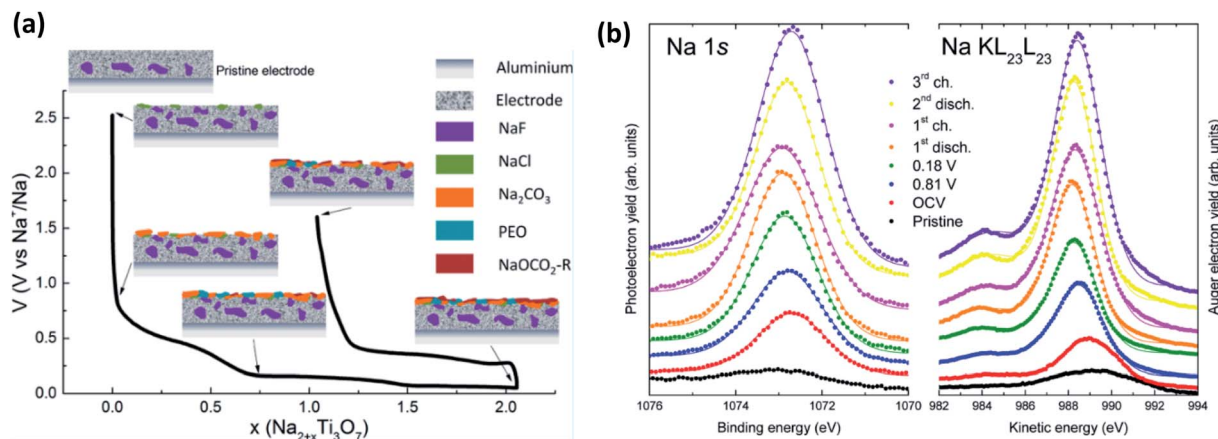 (a)
Pristine electrode
V (V vs Na⁺/Na)
2.5
2.0
1.5
1.0
0.5
0.0
0.0
0.5
1.0
1.5
2.0
x (Na₂₊ₓTi₃O₇)
Aluminium
Electrode
NaF
NaCl
Na₂CO₃
PEO
NaOCO₂-R
(b)
Na 1s
Na KL₂₃L₂₃
3ʳᵈ ch.
2ⁿᵈ disch.
1ˢᵗ ch.
1ˢᵗ disch.
0.18 V
0.81 V
OCV
Pristine
Photoelectron yield (arb. units)
Auger electron yield (arb. units)
1076
1074
1072
1070
Binding energy (eV)
982
984
986
988
990
992
994
Kinetic energy (eV)